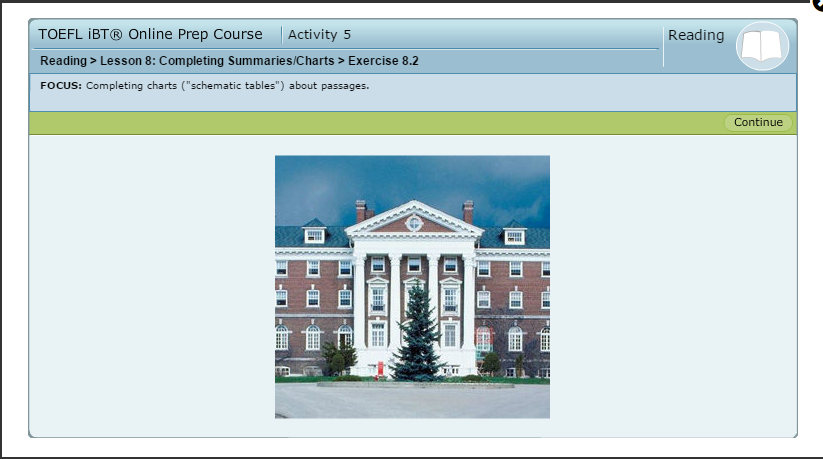 TOEFL iBT® Online Prep Course Activity 5
Reading
Reading > Lesson 8: Completing Summaries/Charts > Exercise 8.2
FOCUS: Completing charts ("schematic tables") about passages.
Continue